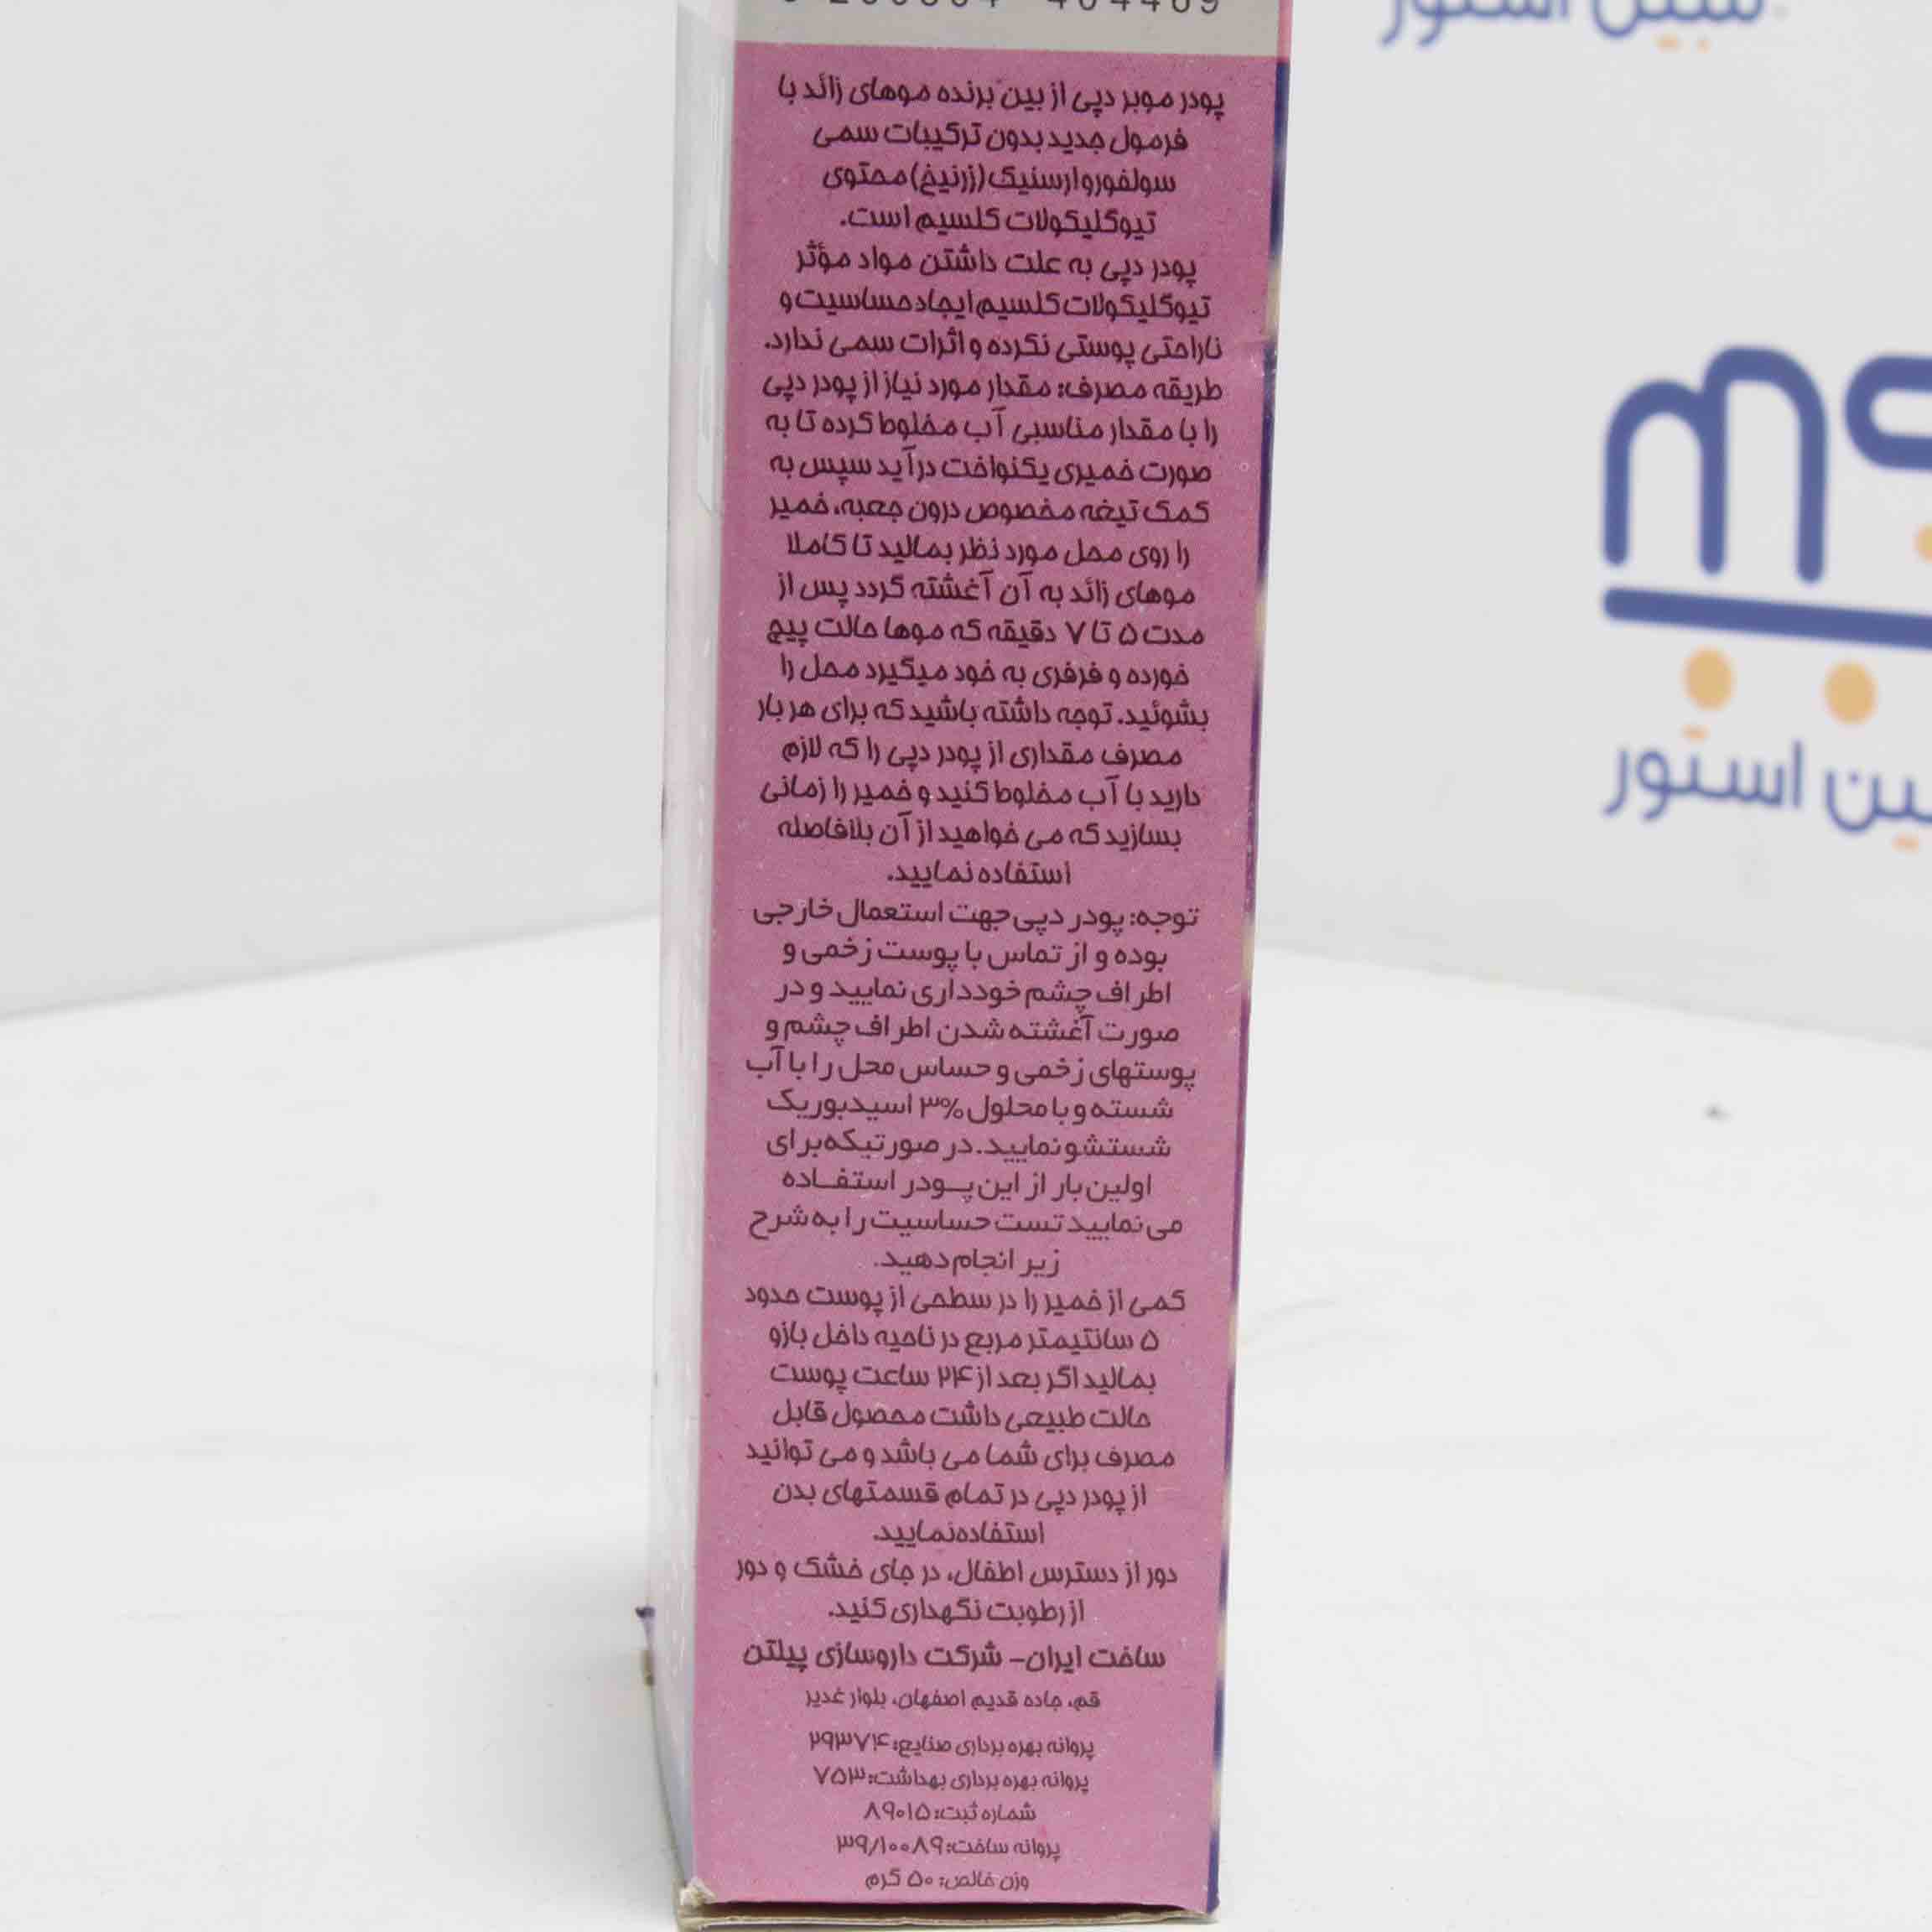 مبین استور
پودر موبر دپی از بین برنده موهای زائد با
فرمول جدید بدون ترکیبات سمی
سولفورو ارسنیک (زرنیخ) محتوی
تیوگلیکولات کلسیم است.
پودر دپی به علت داشتن مواد مؤثر
تیوگلیکولات کلسیم ایجاد حساسیت و
ناراحتی پوستی نکرده و اثرات سمی ندارد.
طریقه مصرف: مقدار مورد نیاز از پودر دپی
را با مقدار مناسبی آب مخلوط کرده تا به
صورت خمیری یکنواخت درآید سپس به
کمک تیغه مخصوص درون جعبه، خمیر
را روی محل مورد نظر بمالید تا کاملا
موهای زائد به آن آغشته گردد پس از
مدت ۵ تا ۷ دقیقه که موها حالت پیچ
خورده و فرفری به خود میگیرد محل را
بشوئید. توجه داشته باشید که برای هر بار
مصرف مقداری از پودر دپی را که لازم
دارید با آب مخلوط کنید و خمیر را زمانی
بسازید که می خواهید از آن بلافاصله
استفاده نمایید.
توجه: پودر دپی جهت استعمال خارجی
بوده و از تماس با پوست زخمی و
اطراف چشم خودداری نمایید و در
صورت آغشته شدن اطراف چشم و
پوستهای زخمی و حساس محل را با آب
شسته و با محلول ۳% اسیدبوریک
شستشو نمایید. در صورتیکه برای
اولین بار از این پودر استفاده
می نمایید تست حساسیت را به شرح
زیر انجام دهید.
کمی از خمیر را در سطحی از پوست حدود
۵ سانتیمتر مربع در ناحیه داخل بازو
بمالید اگر بعد از ۲۴ ساعت پوست
حالت طبیعی داشت محصول قابل
مصرف برای شما می باشد و می توانید
از پودر دپی در تمام قسمتهای بدن
استفاده نمایید.
دور از دسترس اطفال، در جای خشک و دور
از رطوبت نگهداری کنید.
ساخت ایران- شرکت داروسازی پیلتن
قم، جاده قدیم اصفهان، بلوار غدیر
پروانه بهره برداری صنایع: ۲۹۳۷۱۴
پروانه بهره برداری بهداشت: ۷۵۳
شماره ثبت: ۸۹۰۱۵
پروانه ساخت: ۳۹/۱۰۰۸۹
وزن خالص: ۵۰ گرم
استور